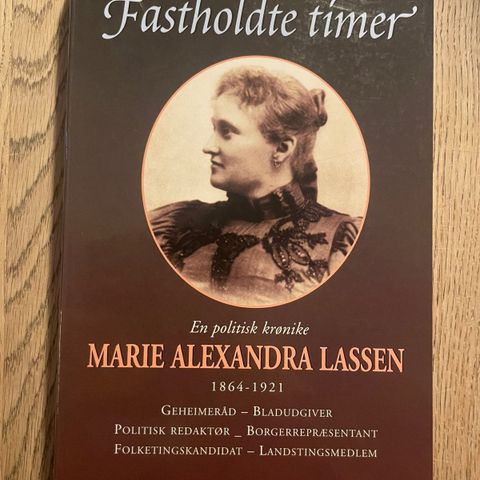 Fastholdte timer
En politisk krønike
MARIE ALEXANDRA LASSEN
1864-1921
GEHEIMERÅD – BLADUDGIVER
POLITISK REDAKTØR _ BORGERREPRÆSENTANT
FOLKETINGSKANDIDAT – LANDSTINGSMEDLEM